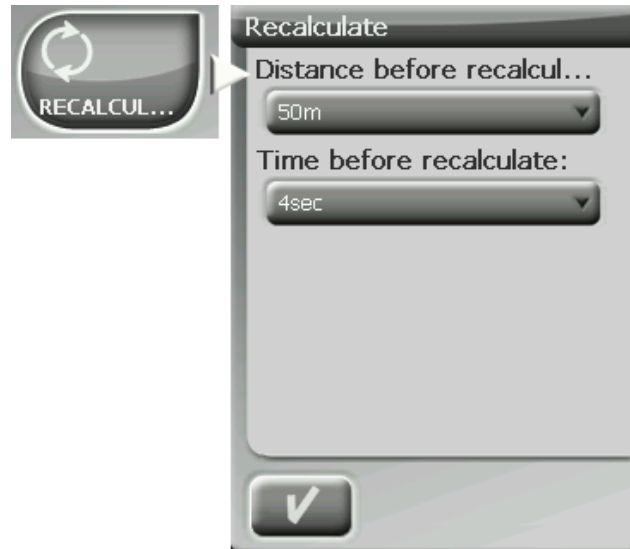 RECALCUL...
Recalculate
Distance before recalcul...
50m
Time before recalculate:
4sec